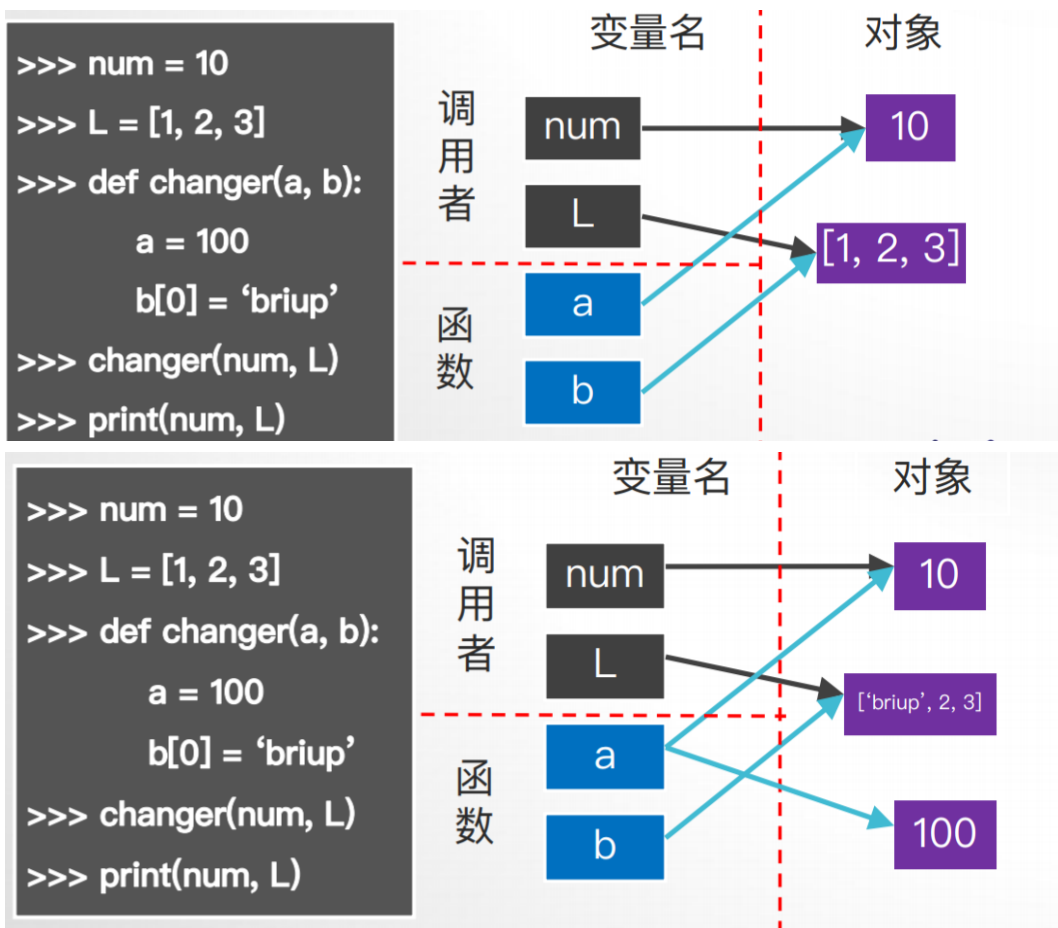 >>> num = 10
>>> L = [1, 2, 3]
>>> def changer(a, b):
a = 100
b[0] = ‘briup’
>>> changer(num, L)
>>> print(num, L)
变量名
对象
调用者
num
10
L
[1, 2, 3]
函数
a
b
>>> num = 10
>>> L = [1, 2, 3]
>>> def changer(a, b):
a = 100
b[0] = ‘briup’
>>> changer(num, L)
>>> print(num, L)
变量名
对象
调用者
num
10
L
[‘briup’, 2, 3]
函数
a
b
100